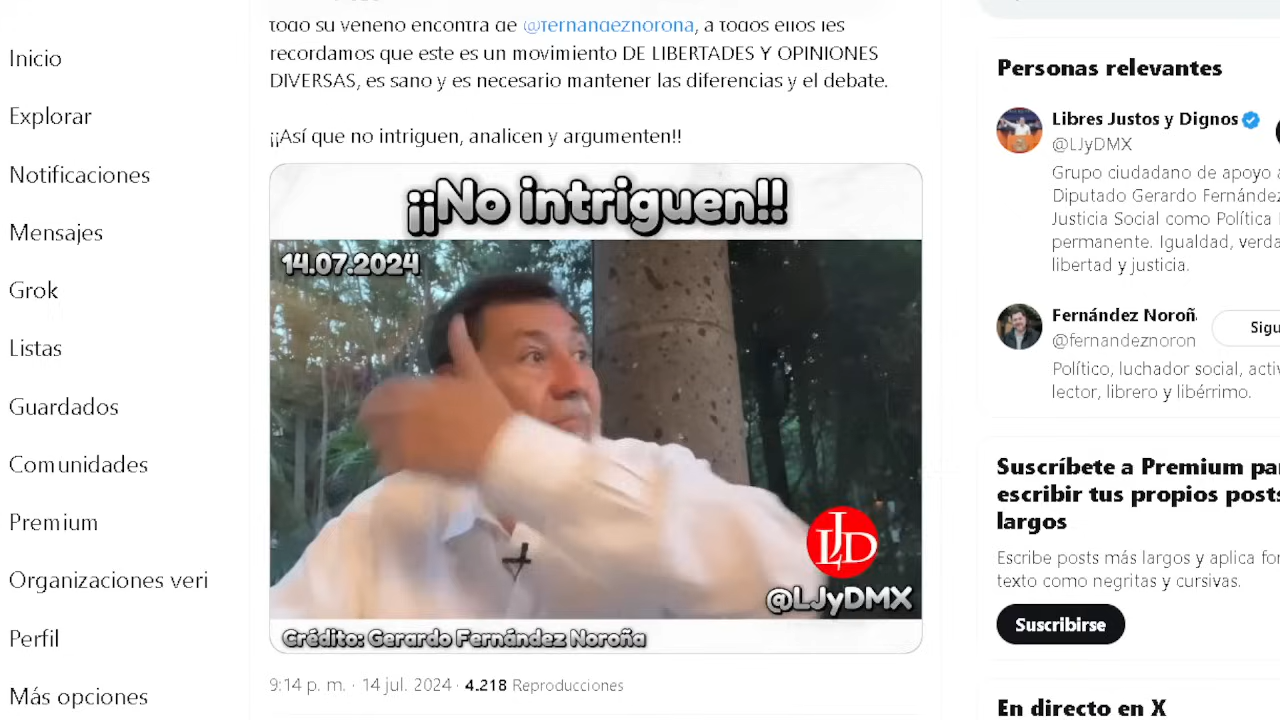 todo su veneno encontra de @fernandeznorona, a todos ellos les
recordamos que este es un movimiento DE LIBERTADES Y OPINIONES
DIVERSAS, es sano y es necesario mantener las diferencias y el debate.
¡¡Así que no intriguen, analicen y argumenten!!
¡¡No intriguen!!
14.07.2024
LJD
@LJyDMX
Crédito: Gerardo Fernández Noroña
9:14 p. m. · 14 jul. 2024 · 4.218 Reproducciones
Inicio
Explorar
Notificaciones
Mensajes
Grok
Listas
Guardados
Comunidades
Premium
Organizaciones veri
Perfil
Más opciones
Personas relevantes
Libres Justos y Dignos
@LJyDMX
Grupo ciudadano de apoyo a
Diputado Gerardo Fernández
Justicia Social como Política
permanente. Igualdad, verda
libertad y justicia.
Fernández Noroñ
@fernandeznoron
Sigu
Político, luchador social, activ
lector, librero y libérrimo.
Suscríbete a Premium par
escribir tus propios posts
largos
Escribe posts más largos y aplica for
texto como negritas y cursivas.
Suscribirse
En directo en X